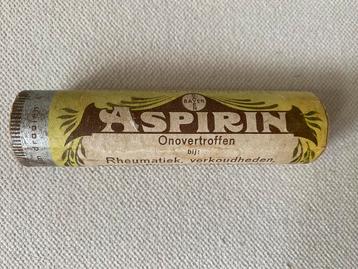 BAYER
ASPIRIN
Onovertroffen
bij:
Rheumatiek, verkoudheden,